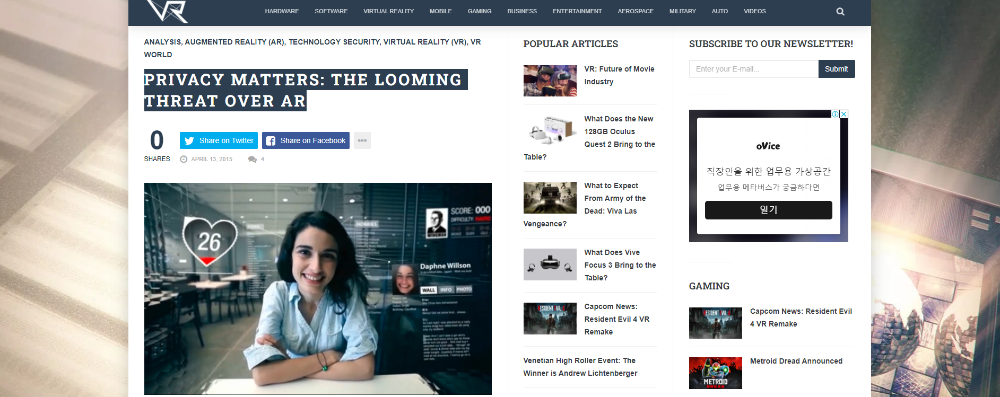 VR
HARDWARE SOFTWARE VIRTUAL REALITY MOBILE GAMING BUSINESS ENTERTAINMENT AEROSPACE MILITARY AUTO VIDEOS
ANALYSIS, AUGMENTED REALITY (AR), TECHNOLOGY SECURITY, VIRTUAL REALITY (VR), VR
WORLD
PRIVACY MATTERS: THE LOOMING
THREAT OVER AR
0
SHARES
Share on Twitter
Share on Facebook
APRIL 13, 2015
4
26
HOBBIES
SCORE: 000
DIFFICULTY: HARD
Daphne Willson
WALL INFO PHOTO
POPULAR ARTICLES
VR: Future of Movie
Industry
What Does the New
128GB Oculus
Quest 2 Bring to the
Table?
What to Expect
From Army of the
Dead: Viva Las
Vengeance?
What Does Vive
Focus 3 Bring to the
Table?
Capcom News:
Resident Evil 4 VR
Remake
Venetian High Roller Event: The
Winner is Andrew Lichtenberger
SUBSCRIBE TO OUR NEWSLETTER!
Enter your E-mail...
Submit
oVice
직장인을 위한 업무용 가상공간
업무용 메타버스가 궁금하다면
열기
GAMING
Capcom News: Resident Evil
4 VR Remake
Metroid Dread Announced
METROID